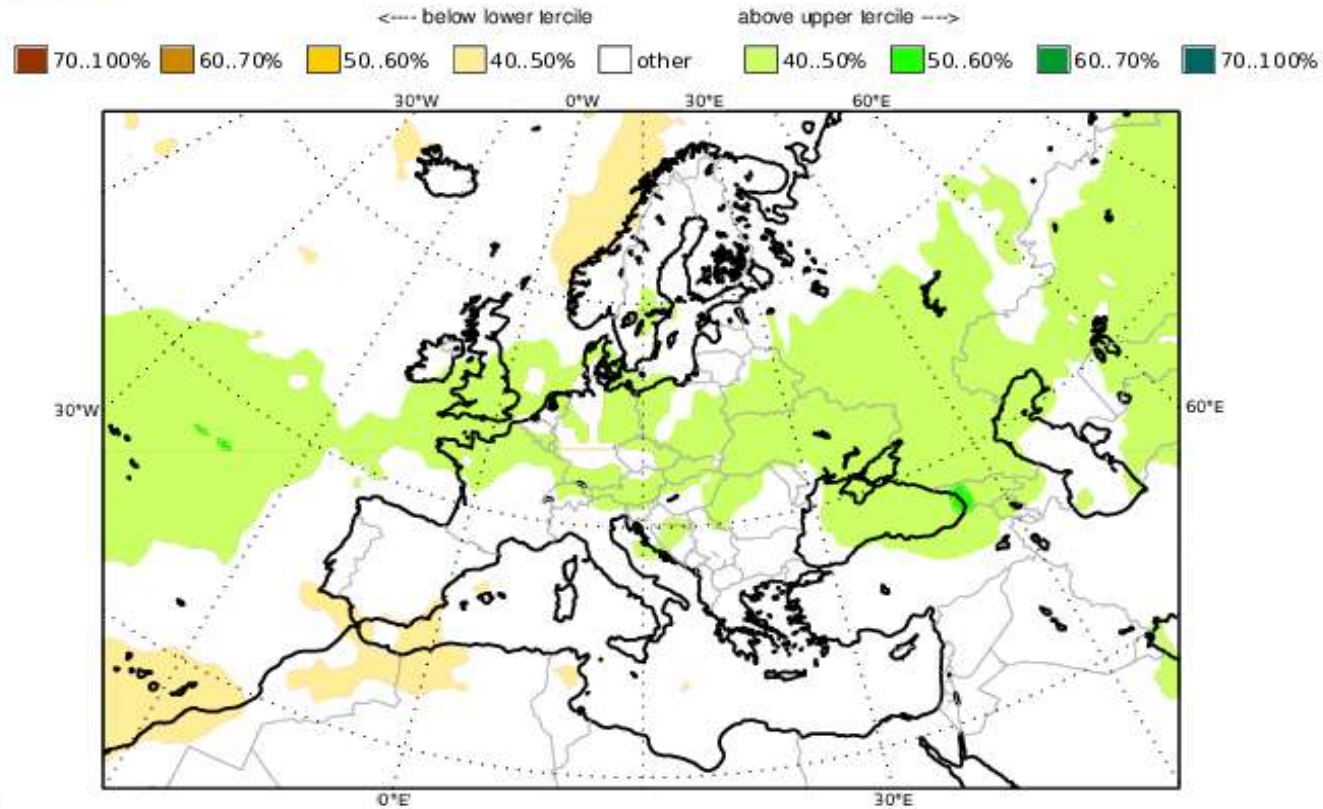 <---- below lower tercile above upper tercile ---->
70..100% 60..70% 50..60% 40..50% other 40..50% 50..60% 60..70% 70..100%
30°W 0°W 30°E 60°E
30°W 60°E
0°E 30°E